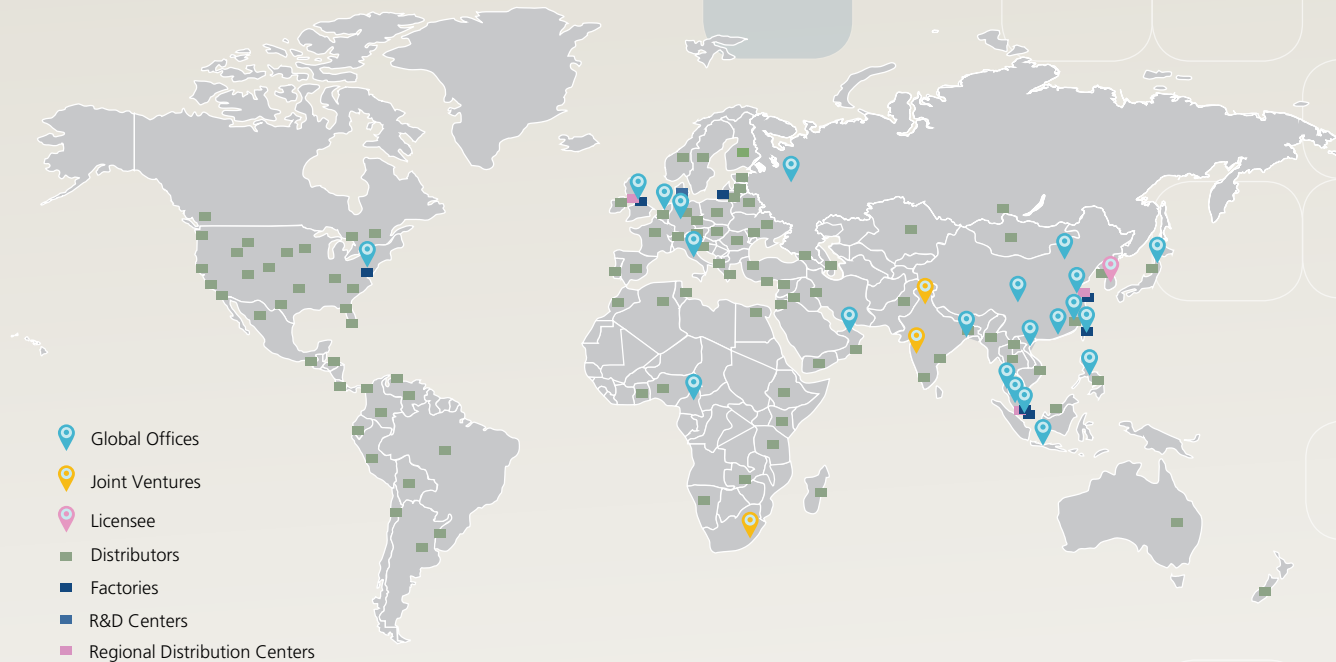 Global Offices
Joint Ventures
Licensee
Distributors
Factories
R&D Centers
Regional Distribution Centers